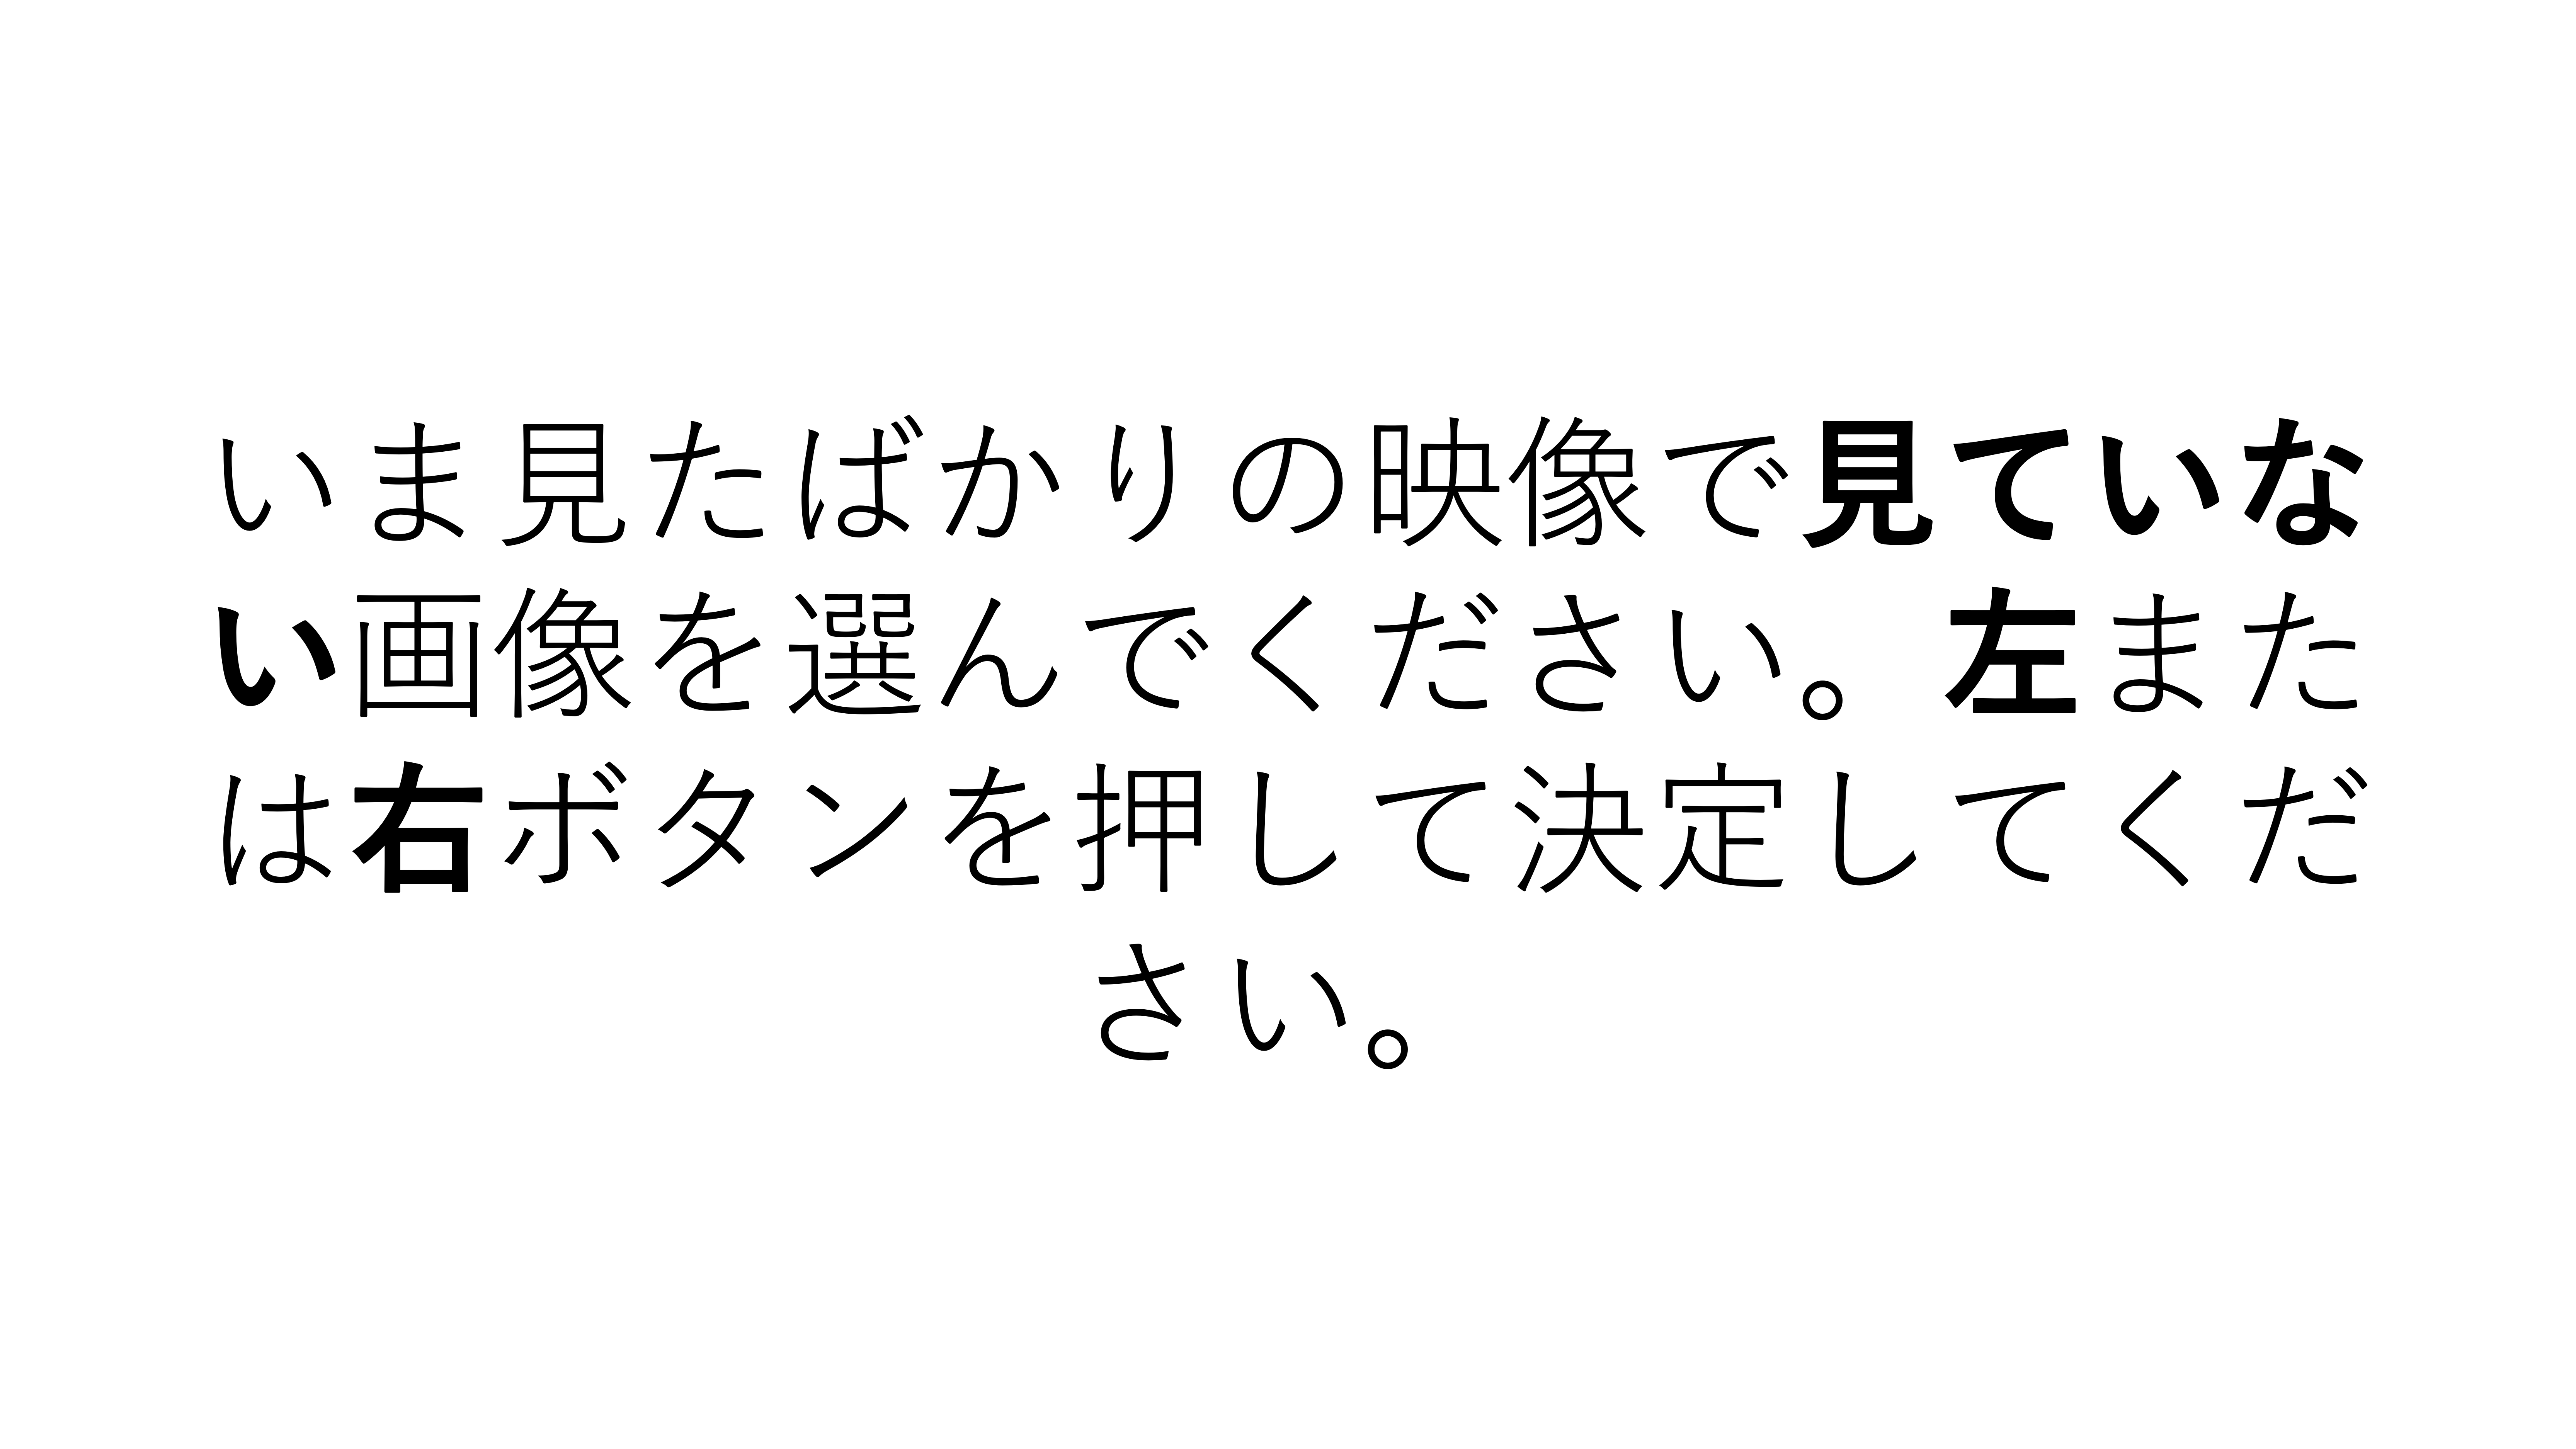 いま見たばかりの映像で見ていな
い画像を選んでください。左また
は右ボタンを押して決定してくだ
さい。